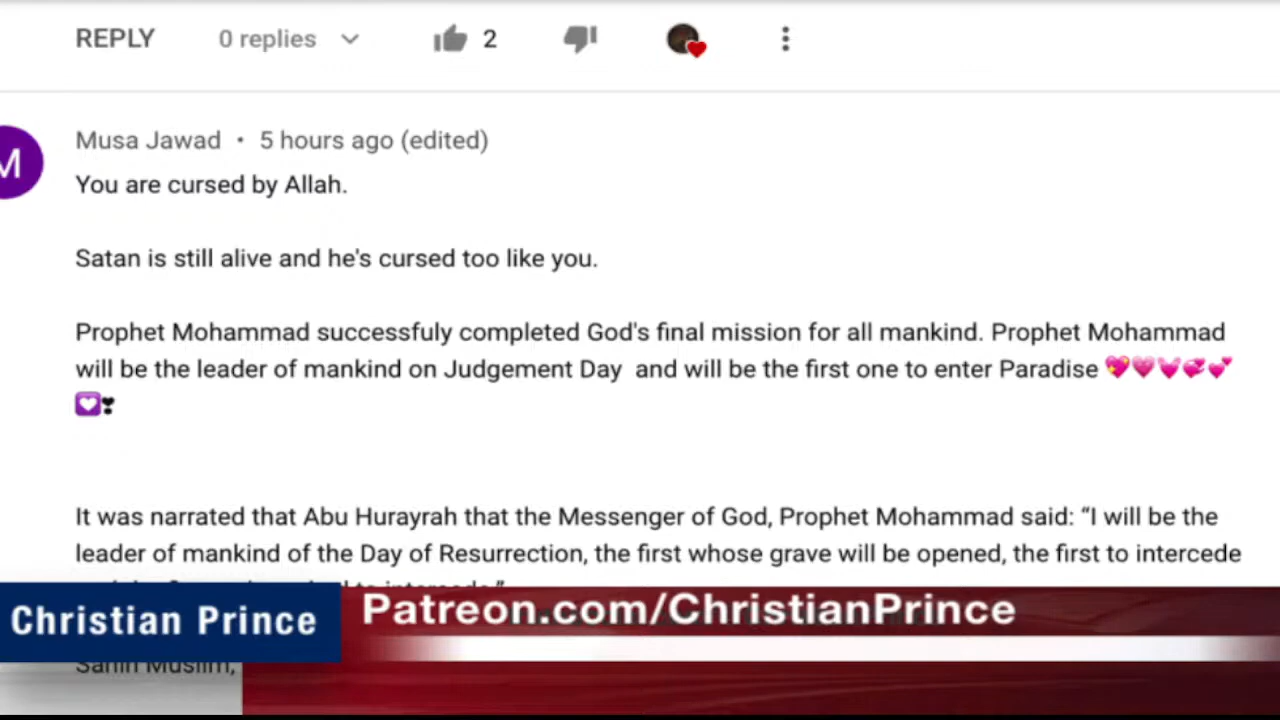 REPLY 0 replies 2
M
Musa Jawad • 5 hours ago (edited)
You are cursed by Allah.
Satan is still alive and he's cursed too like you.
Prophet Mohammad successfuly completed God's final mission for all mankind. Prophet Mohammad
will be the leader of mankind on Judgement Day and will be the first one to enter Paradise 💖💗💓💞💕
💟❣
It was narrated that Abu Hurayrah that the Messenger of God, Prophet Mohammad said: “I will be the
leader of mankind of the Day of Resurrection, the first whose grave will be opened, the first to intercede
to intercede.”
Christian Prince
Patreon.com/ChristianPrince
Sahih Muslim,